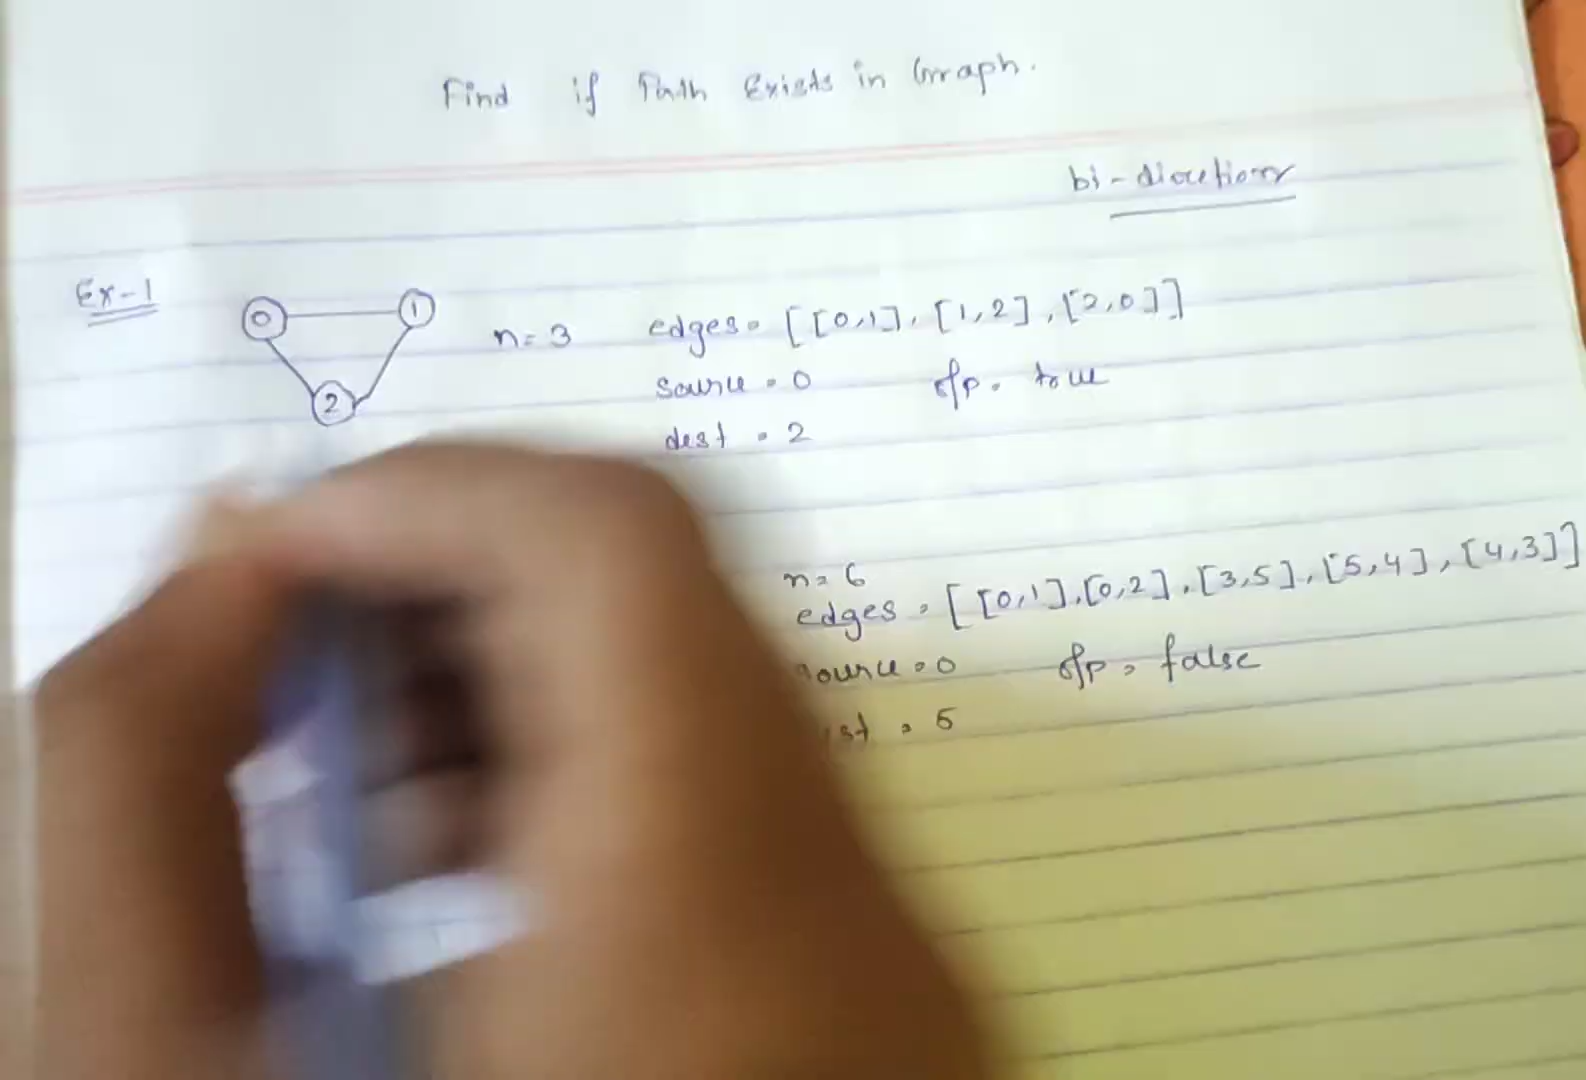 Find if Path Exists in Graph.
bi-direction
Ex-1
0 1
2
n = 3 edges = [[0,1], [1,2], [2,0]]
source = 0 o/p = true
dest = 2
n = 6
edges = [[0,1],[0,2],[3,5],[5,4],[4,3]]
source = 0 o/p = false
= 5